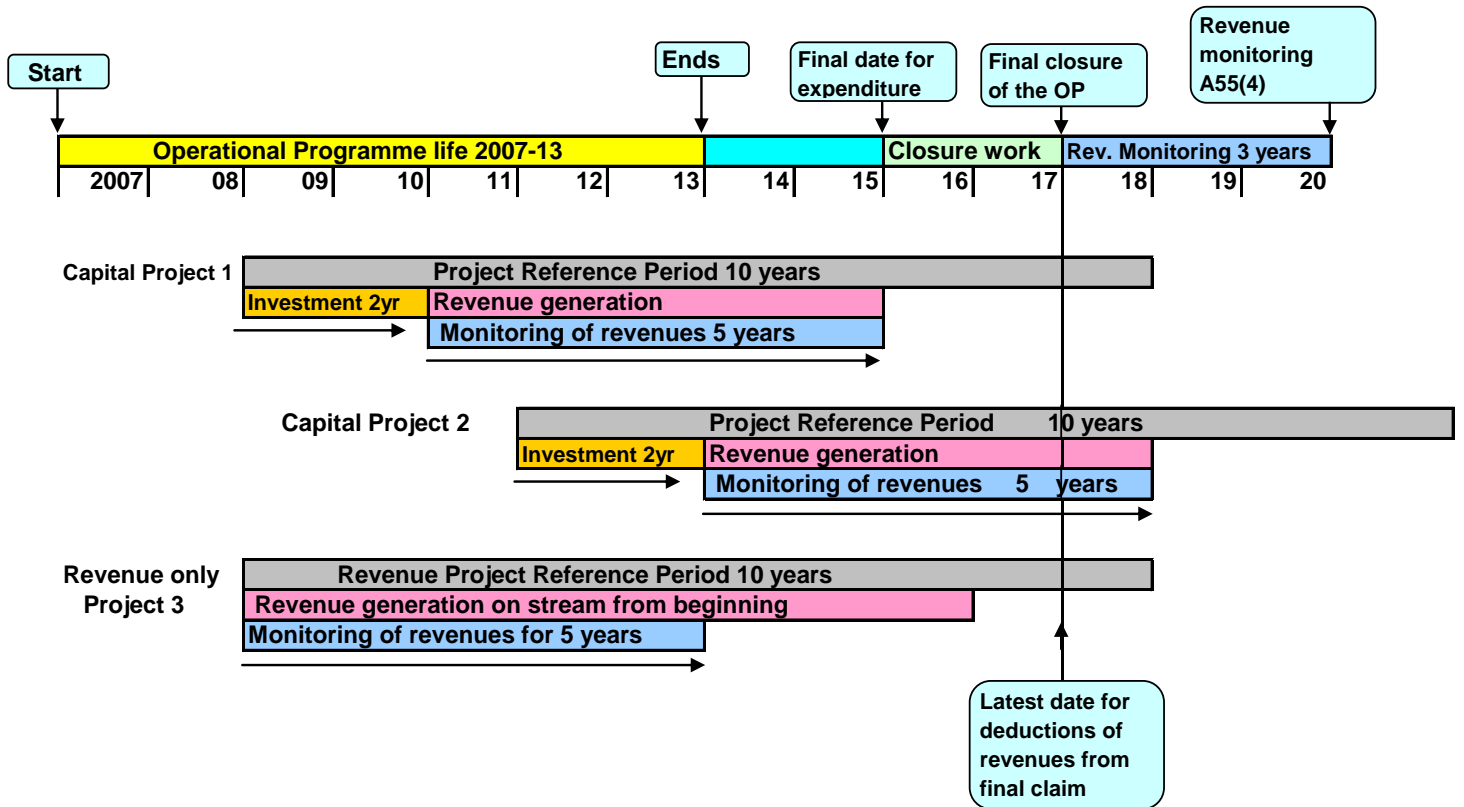 Start
Ends
Final date for
expenditure
Final closure
of the OP
Revenue
monitoring
A55(4)
Operational Programme life 2007-13
Closure work
Rev. Monitoring 3 years
2007 08 09 10 11 12 13 14 15 16 17 18 19 20
Capital Project 1
Project Reference Period 10 years
Investment 2yr
Revenue generation
Monitoring of revenues 5 years
Capital Project 2
Project Reference Period 10 years
Investment 2yr
Revenue generation
Monitoring of revenues 5 years
Revenue only
Project 3
Revenue Project Reference Period 10 years
Revenue generation on stream from beginning
Monitoring of revenues for 5 years
Latest date for
deductions of
revenues from
final claim